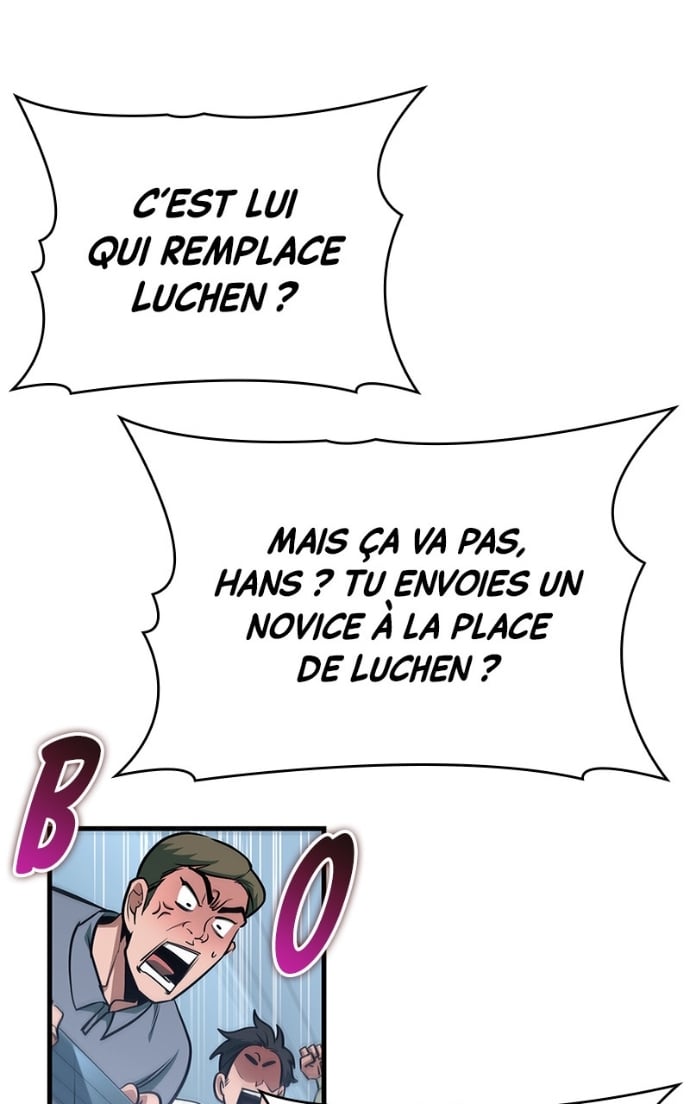 C'EST LUI
QUI REMPLACE
LUCHEN ?
MAIS ÇA VA PAS,
HANS ? TU ENVOIES UN
NOVICE À LA PLACE
DE LUCHEN ?
B
O